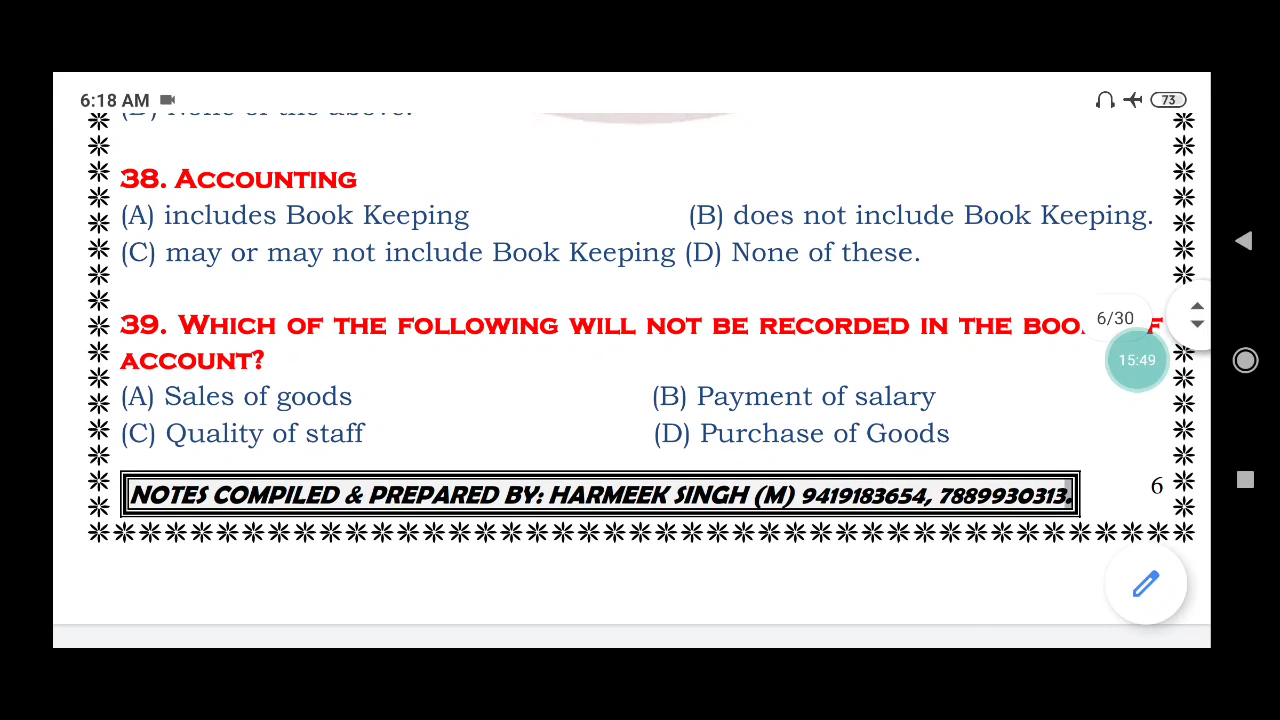 6:18 AM
73
38. ACCOUNTING
(A) includes Book Keeping (B) does not include Book Keeping.
(C) may or may not include Book Keeping (D) None of these.
39. WHICH OF THE FOLLOWING WILL NOT BE RECORDED IN THE
6/30
15:49
ACCOUNT?
(A) Sales of goods (B) Payment of salary
(C) Quality of staff (D) Purchase of Goods
NOTES COMPILED & PREPARED BY: HARMEEK SINGH (M) 9419183654, 7889930313.
6